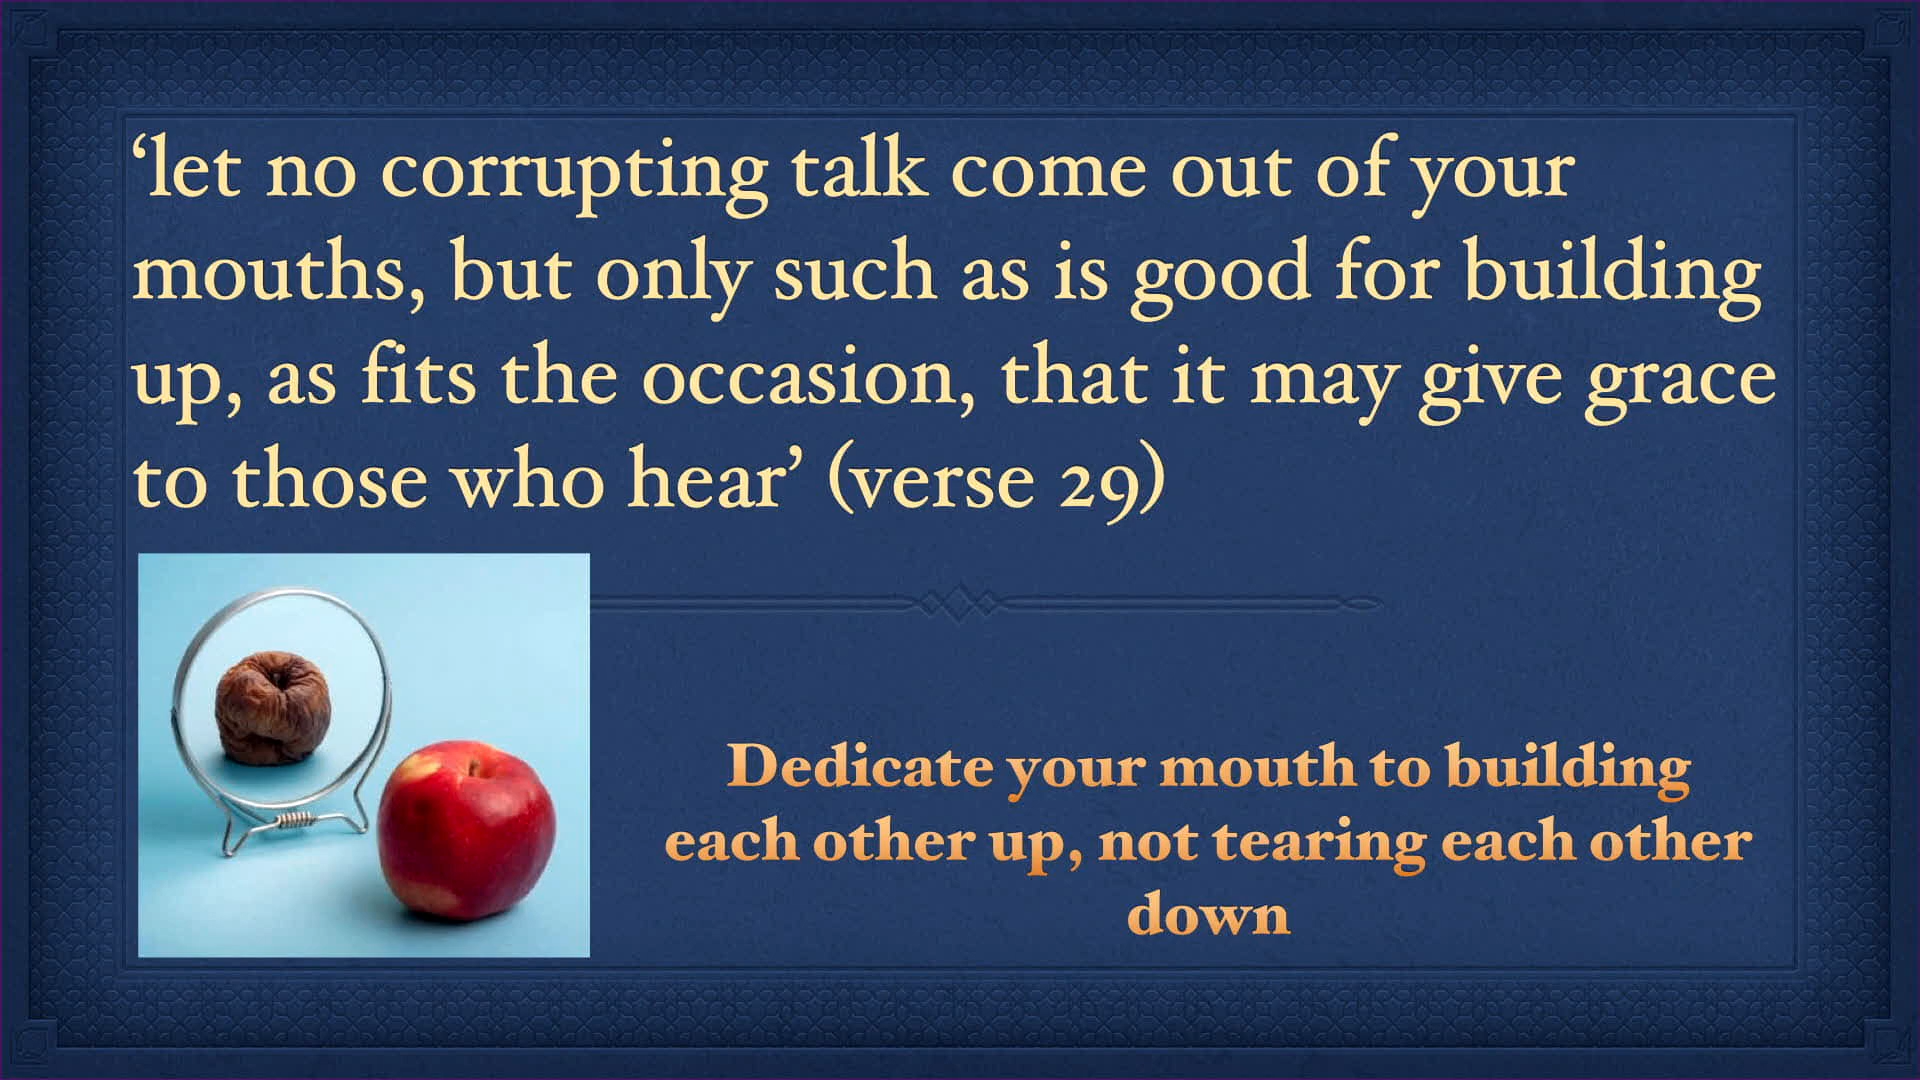 ‘let no corrupting talk come out of your
mouths, but only such as is good for building
up, as fits the occasion, that it may give grace
to those who hear’ (verse 29)
Dedicate your mouth to building
each other up, not tearing each other
down